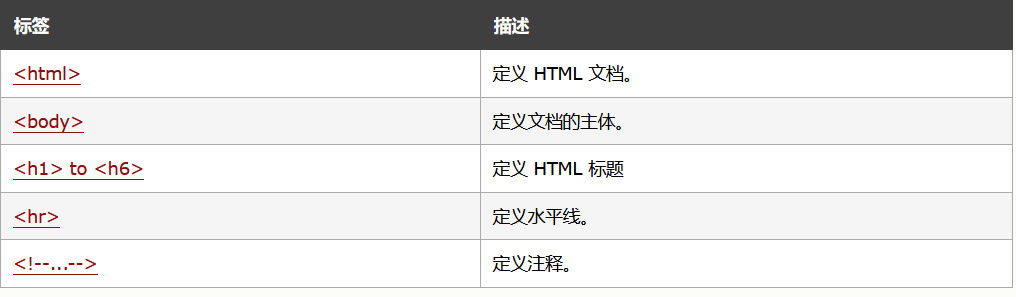 标签 描述
<html> 定义 HTML 文档。
<body> 定义文档的主体。
<h1> to <h6> 定义 HTML 标题
<hr> 定义水平线。
<!--...--> 定义注释。